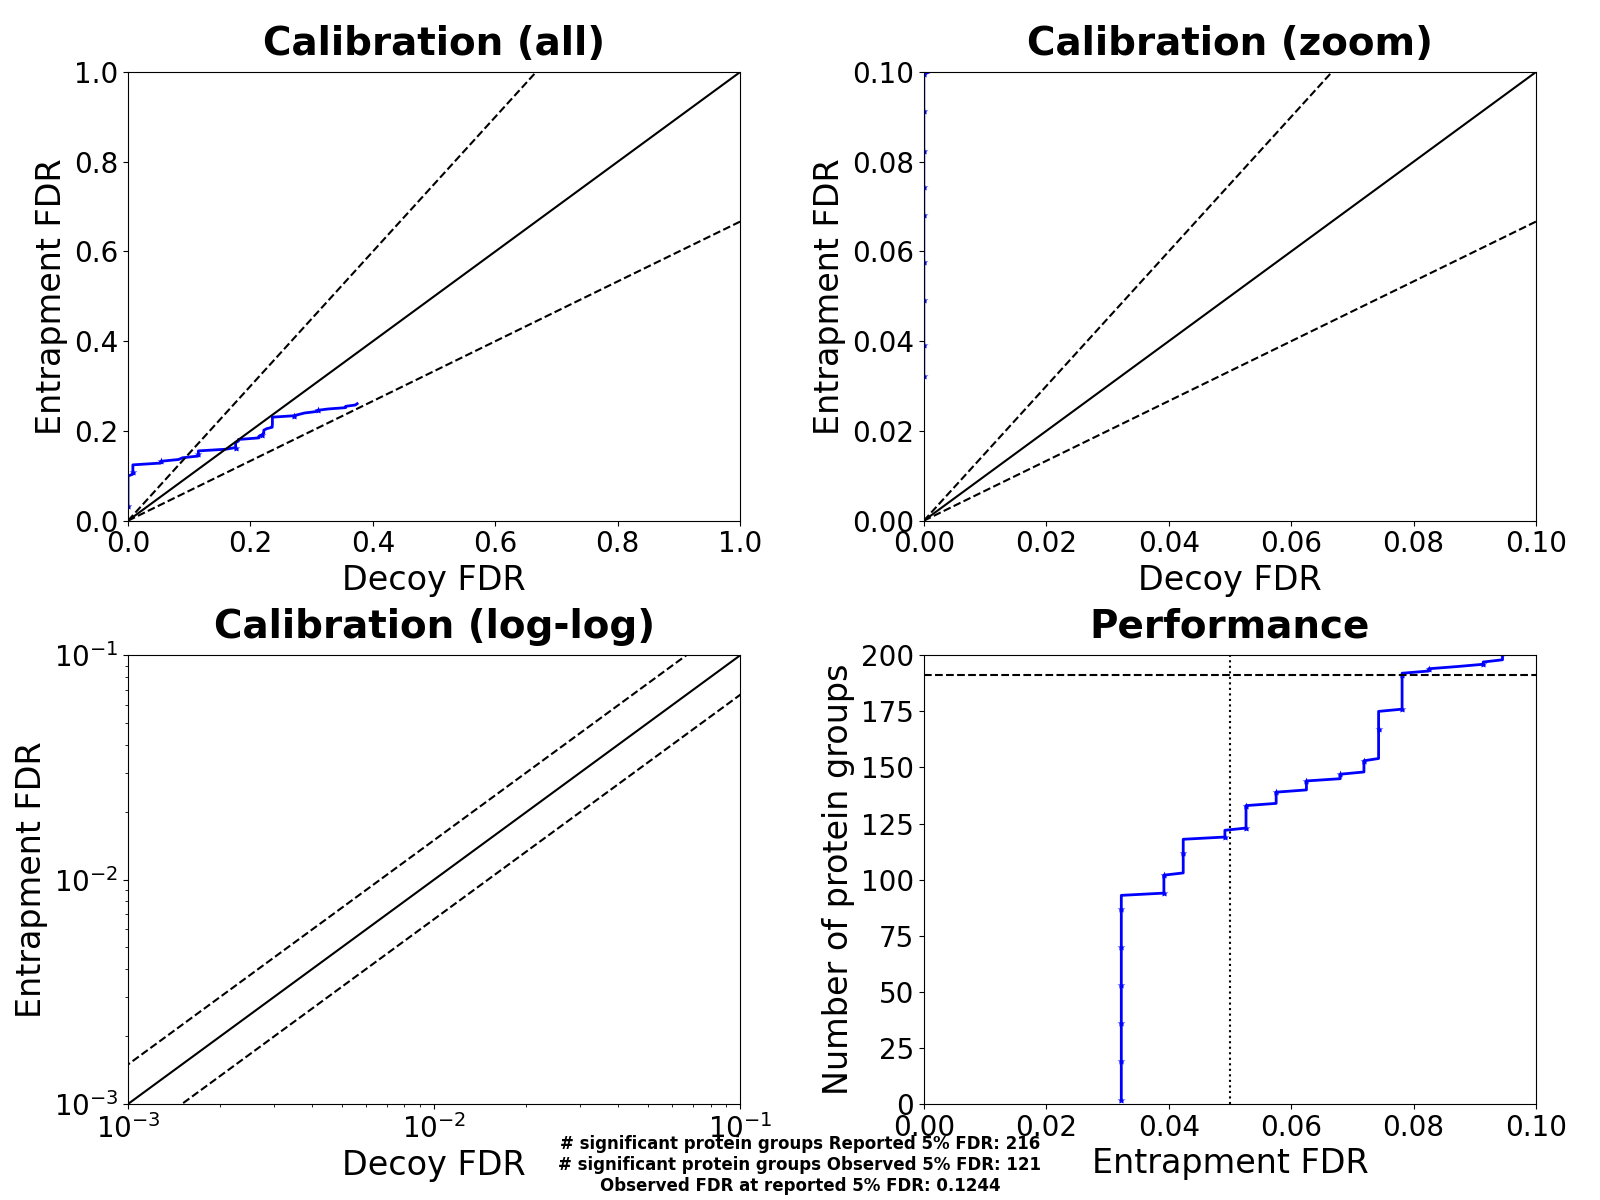 Calibration (all)
1.0
0.8
0.6
0.4
0.2
0.0
Entrapment FDR
0.0 0.2 0.4 0.6 0.8 1.0
Decoy FDR
Calibration (zoom)
0.10
0.08
0.06
0.04
0.02
0.00
Entrapment FDR
0.00 0.02 0.04 0.06 0.08 0.10
Decoy FDR
Calibration (log-log)
10⁻¹
10⁻²
10⁻³
Entrapment FDR
10⁻³ 10⁻² 10⁻¹
Decoy FDR
Performance
200
175
150
125
100
75
50
25
0
Number of protein groups
0.00 0.02 0.04 0.06 0.08 0.10
Entrapment FDR
# significant protein groups Reported 5% FDR: 216
# significant protein groups Observed 5% FDR: 121
Observed FDR at reported 5% FDR: 0.1244